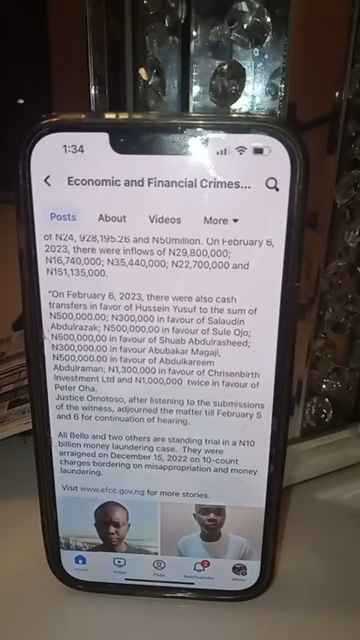 1:34
Economic and Financial Crimes...
Posts About Videos More
of N24, 928,195.26 and N50million. On February 6,
2023, there were inflows of N29,800,000;
N16,740,000; N35,440,000; N22,700,000 and
N151,135,000.
"On February 6, 2023, there were also cash
transfers in favor of Hussein Yusuf to the sum of
N500,000.00; N300,000 in favour of Salaudin
Abdulrazak; N500,000,00 in favour of Sule Ojo;
N500,000,00 in favour of Shuab Abdulrasheed;
N300,000.00 in favour Abubakar Magaji,
N500,000.00 in favour of Abdulkareem
Abdulraman; N1,300,000 in favour of Chrisenbirth
Investment Ltd and N1,000,000 twice in favour of
Peter Oha.
Justice Omotoso, after listening to the submissions
of the witness, adjourned the matter till February 5
and 6 for continuation of hearing.
Ali Bello and two others are standing trial in a N10
billion money laundering case. They were
arraigned on December 15, 2022 on 10-count
charges bordering on misappropriation and money
laundering.
Visit www.efcc.gov.ng for more stories.
Home Video Page Notifications Menu